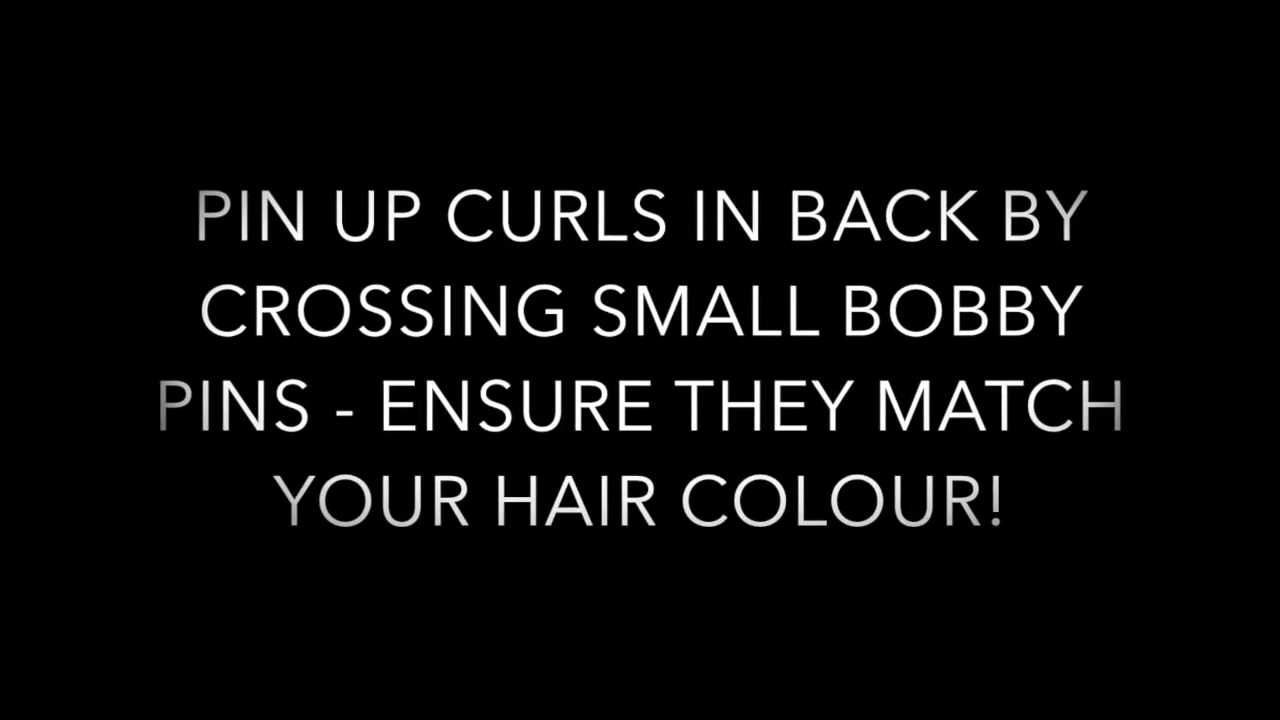 PIN UP CURLS IN BACK BY
CROSSING SMALL BOBBY
PINS - ENSURE THEY MATCH
YOUR HAIR COLOUR!